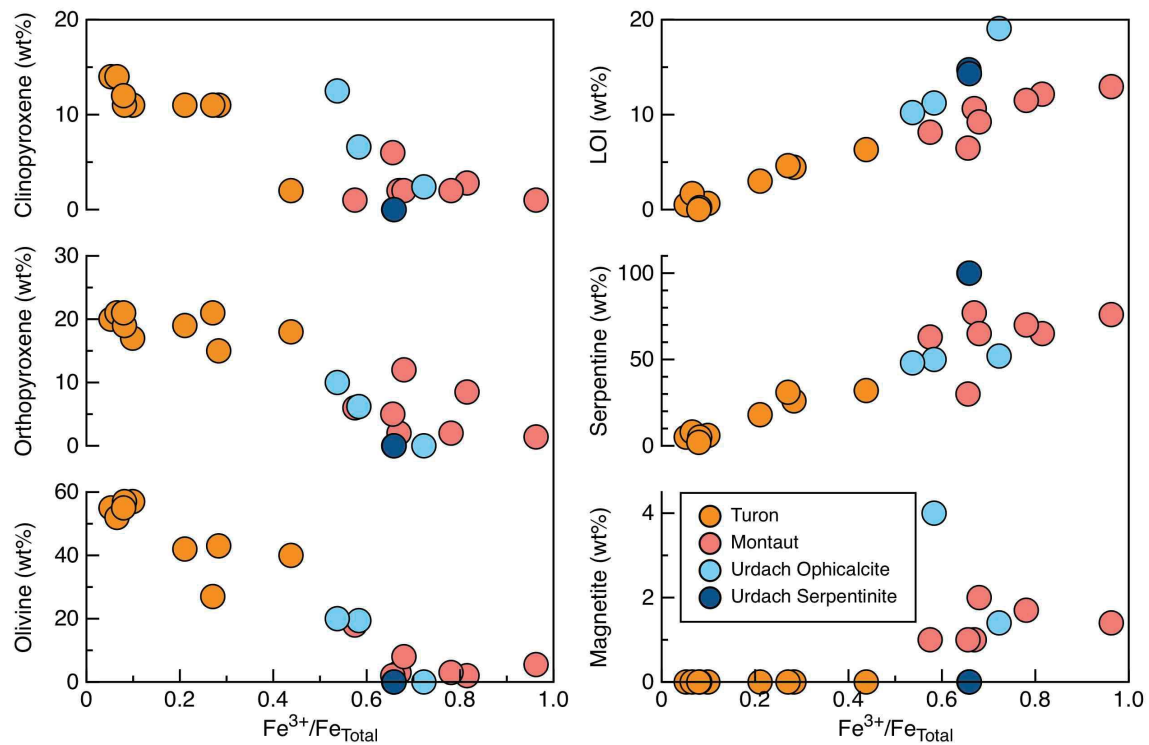 Clinopyroxene (wt%)
20
10
0
LOI (wt%)
20
10
0
Orthopyroxene (wt%)
30
20
10
0
Serpentine (wt%)
100
50
0
Olivine (wt%)
60
40
20
0
0 0.2 0.4 0.6 0.8 1.0
Fe³⁺/Fe_Total
Magnetite (wt%)
4
2
0
Turon
Montaut
Urdach Ophicalcite
Urdach Serpentinite
0 0.2 0.4 0.6 0.8 1.0
Fe³⁺/Fe_Total